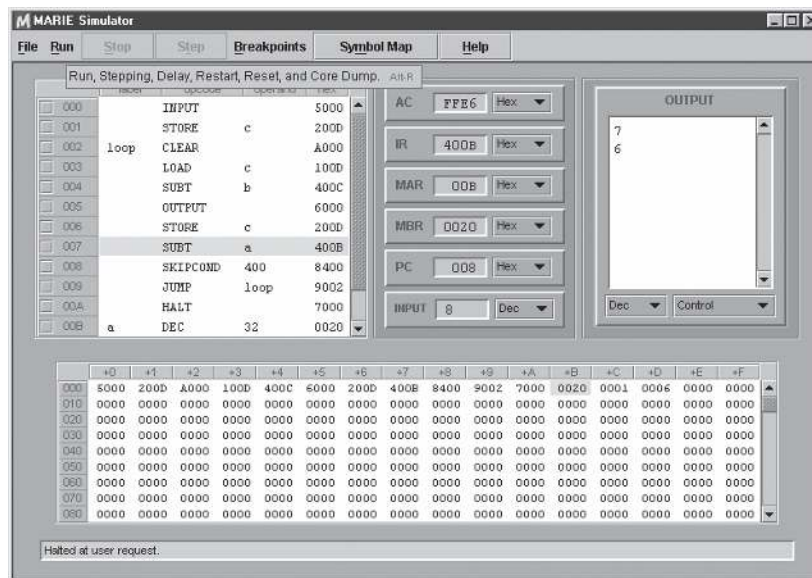 MARIE Simulator
File Run Stop Step Breakpoints Symbol Map Help
Run, Stepping, Delay, Restart, Reset, and Core Dump. Alt-R
label opcode operand hex
000 INPUT 5000
001 STORE c 200D
002 loop CLEAR A000
003 LOAD c 100D
004 SUBT b 400C
005 OUTPUT 6000
006 STORE c 200D
007 SUBT a 400B
008 SKIPCOND 400 8400
009 JUMP loop 9002
00A HALT 7000
00B a DEC 32 0020
AC FFE6 Hex
IR 400B Hex
MAR 00B Hex
MBR 0020 Hex
PC 008 Hex
INPUT 8 Dec
OUTPUT
7
6
Dec Control
+0 +1 +2 +3 +4 +5 +6 +7 +8 +9 +A +B +C +D +E +F
000 5000 200D A000 100D 400C 6000 200D 400B 8400 9002 7000 0020 0001 0006 0000 0000
010 0000 0000 0000 0000 0000 0000 0000 0000 0000 0000 0000 0000 0000 0000 0000 0000
020 0000 0000 0000 0000 0000 0000 0000 0000 0000 0000 0000 0000 0000 0000 0000 0000
030 0000 0000 0000 0000 0000 0000 0000 0000 0000 0000 0000 0000 0000 0000 0000 0000
040 0000 0000 0000 0000 0000 0000 0000 0000 0000 0000 0000 0000 0000 0000 0000 0000
050 0000 0000 0000 0000 0000 0000 0000 0000 0000 0000 0000 0000 0000 0000 0000 0000
060 0000 0000 0000 0000 0000 0000 0000 0000 0000 0000 0000 0000 0000 0000 0000 0000
070 0000 0000 0000 0000 0000 0000 0000 0000 0000 0000 0000 0000 0000 0000 0000 0000
080 0000 0000 0000 0000 0000 0000 0000 0000 0000 0000 0000 0000 0000 0000 0000 0000
Halted at user request.